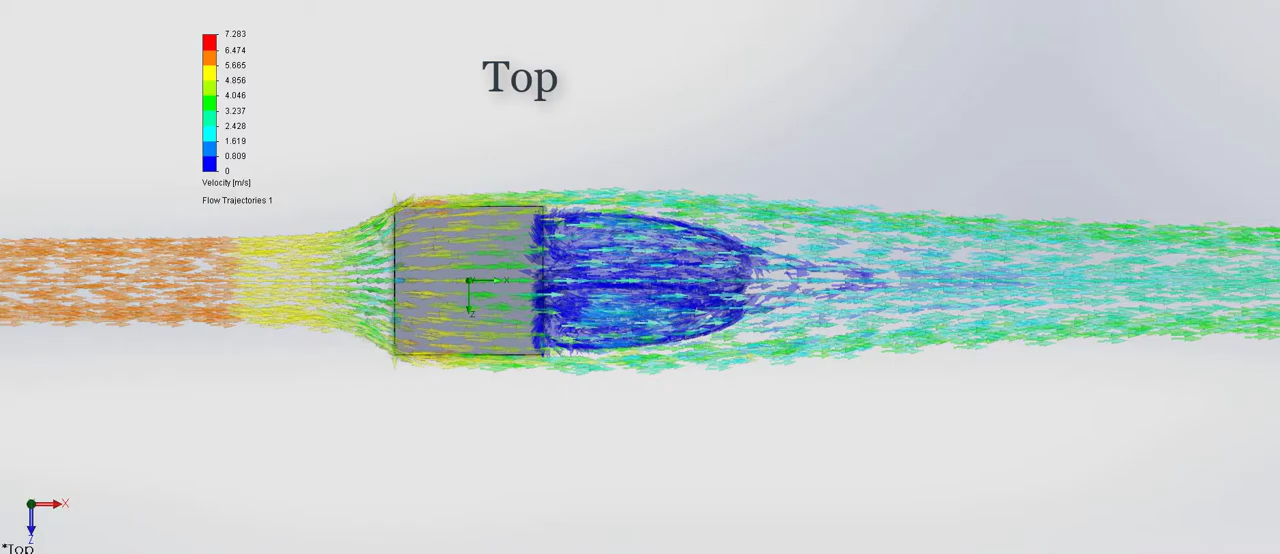 7.283
6.474
Top
5.665
4.856
4.046
3.237
2.428
1.619
0.809
0
Velocity [m/s]
Flow Trajectories 1
X
Z
X
Z
*Top